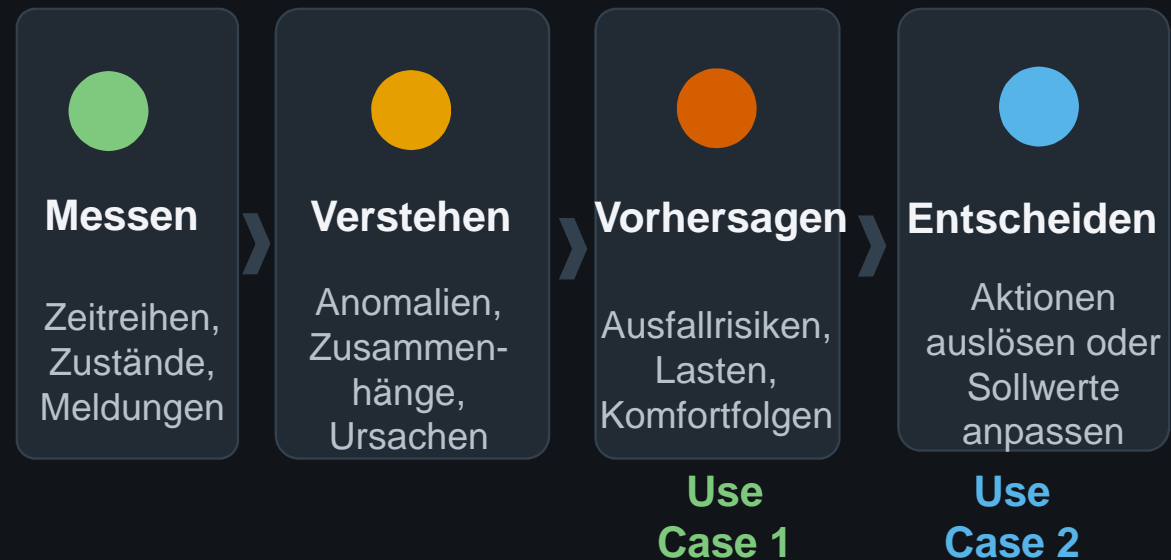 Messen
Zeitreihen,
Zustände,
Meldungen
Verstehen
Anomalien,
Zusammen-
hänge,
Ursachen
Vorhersagen
Ausfallrisiken,
Lasten,
Komfortfolgen
Entscheiden
Aktionen
auslösen oder
Sollwerte
anpassen
Use
Case 1
Use
Case 2